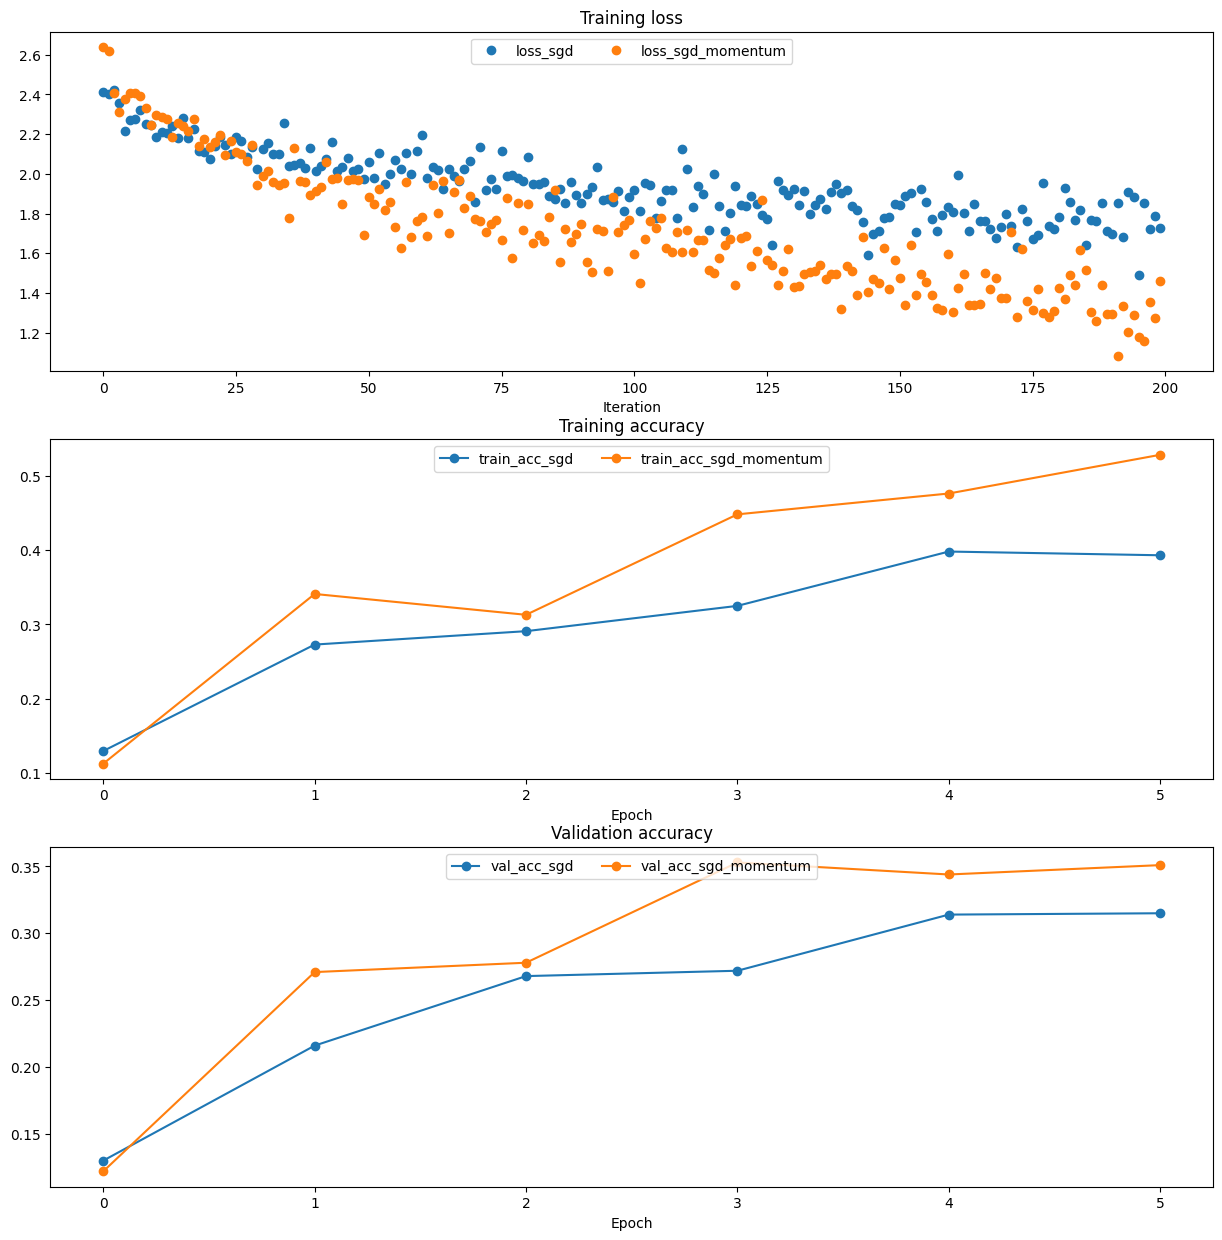 Training loss
loss_sgd loss_sgd_momentum
2.6
2.4
2.2
2.0
1.8
1.6
1.4
1.2
0 25 50 75 100 125 150 175 200
Iteration
Training accuracy
train_acc_sgd train_acc_sgd_momentum
0.5
0.4
0.3
0.2
0.1
0 1 2 3 4 5
Epoch
Validation accuracy
val_acc_sgd val_acc_sgd_momentum
0.35
0.30
0.25
0.20
0.15
0 1 2 3 4 5
Epoch